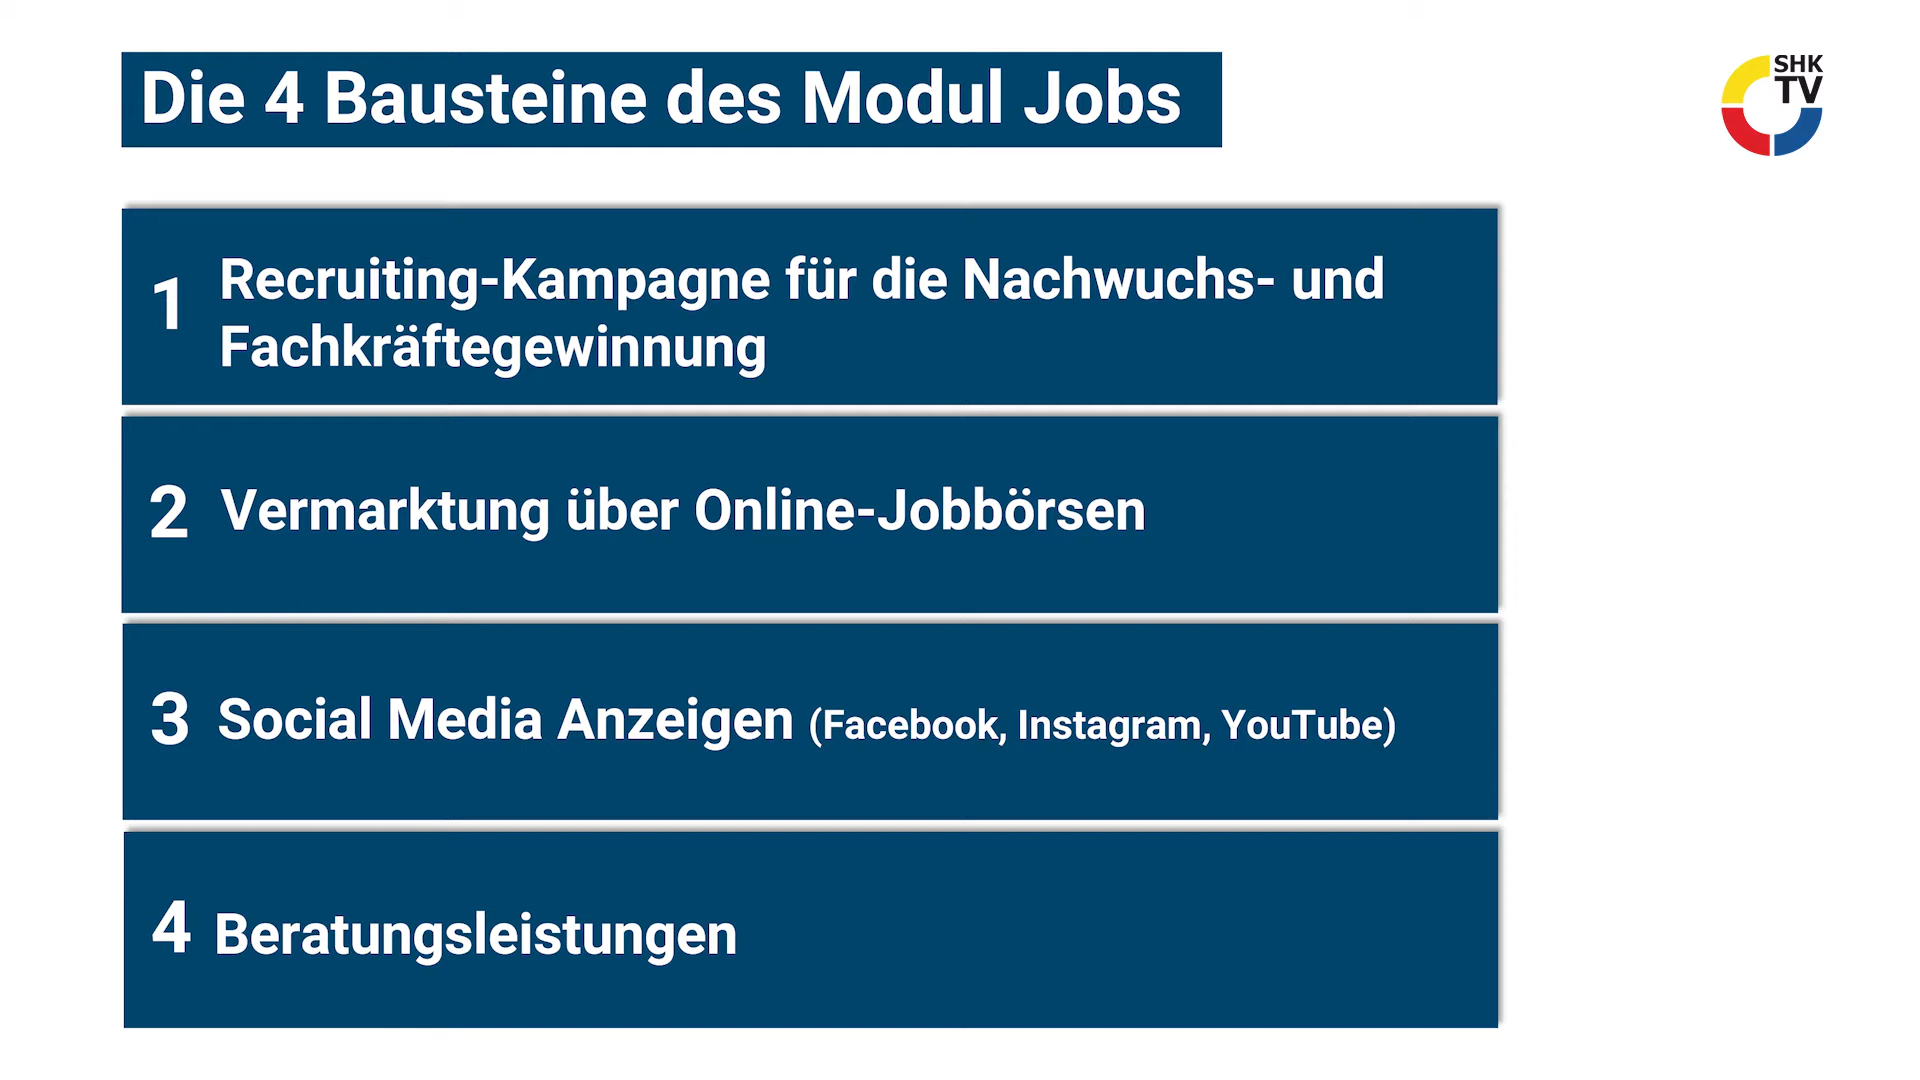 Die 4 Bausteine des Modul Jobs
SHK
TV
1 Recruiting-Kampagne für die Nachwuchs- und
Fachkräftegewinnung
2 Vermarktung über Online-Jobbörsen
3 Social Media Anzeigen (Facebook, Instagram, YouTube)
4 Beratungsleistungen